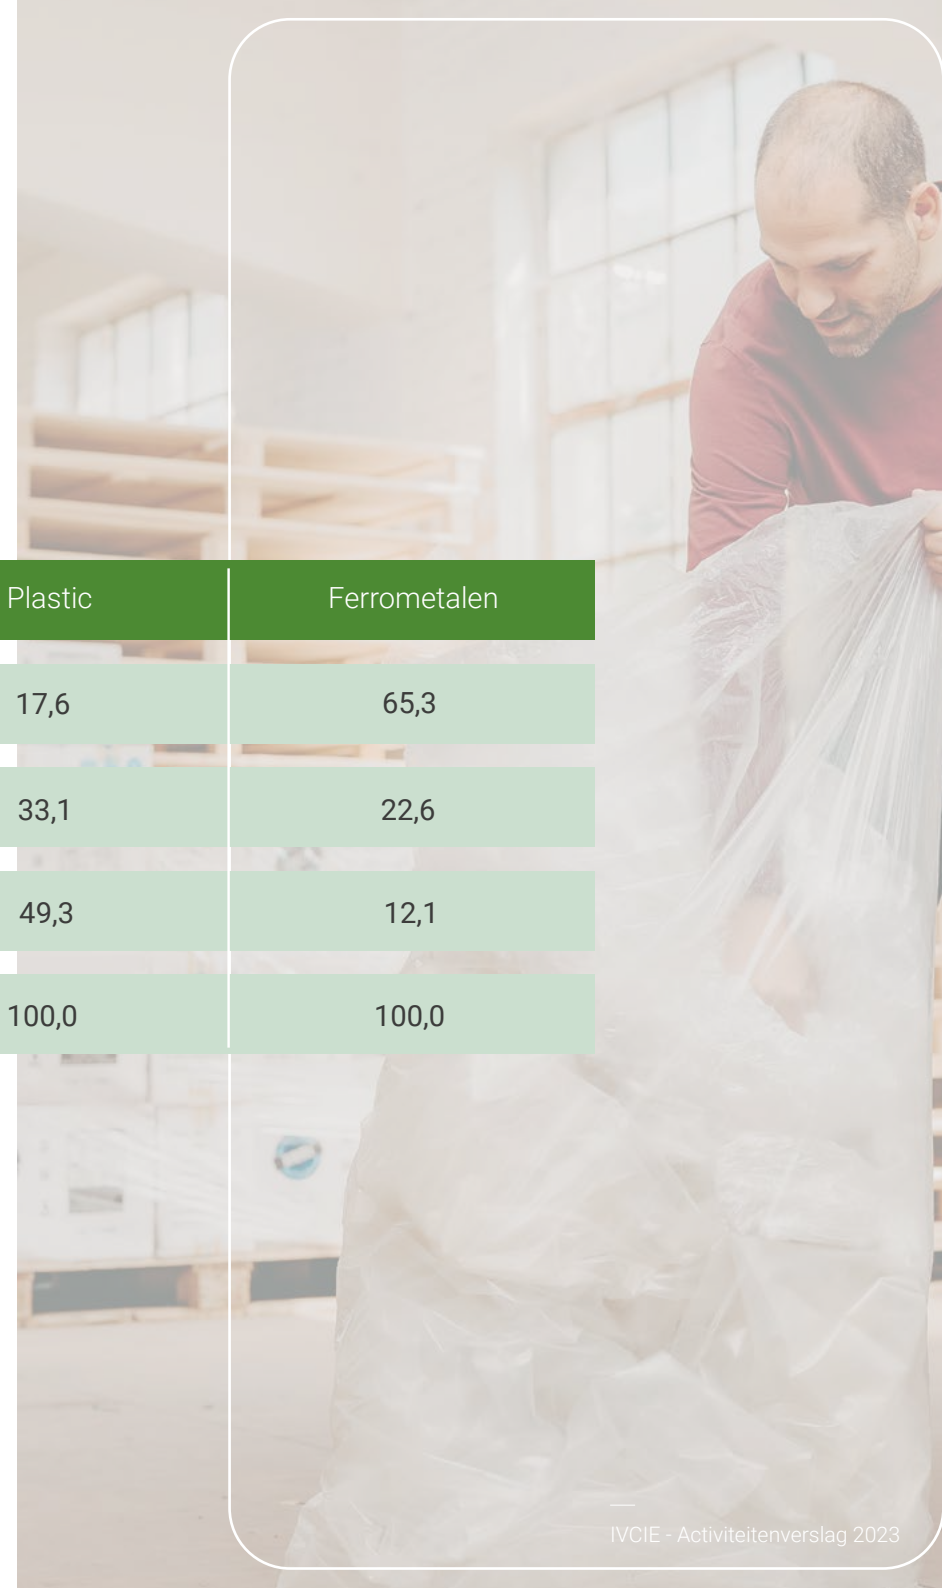 Plastic Ferrometalen
17,6 65,3
33,1 22,6
49,3 12,1
100,0 100,0
IVCIE - Activiteitenverslag 2023